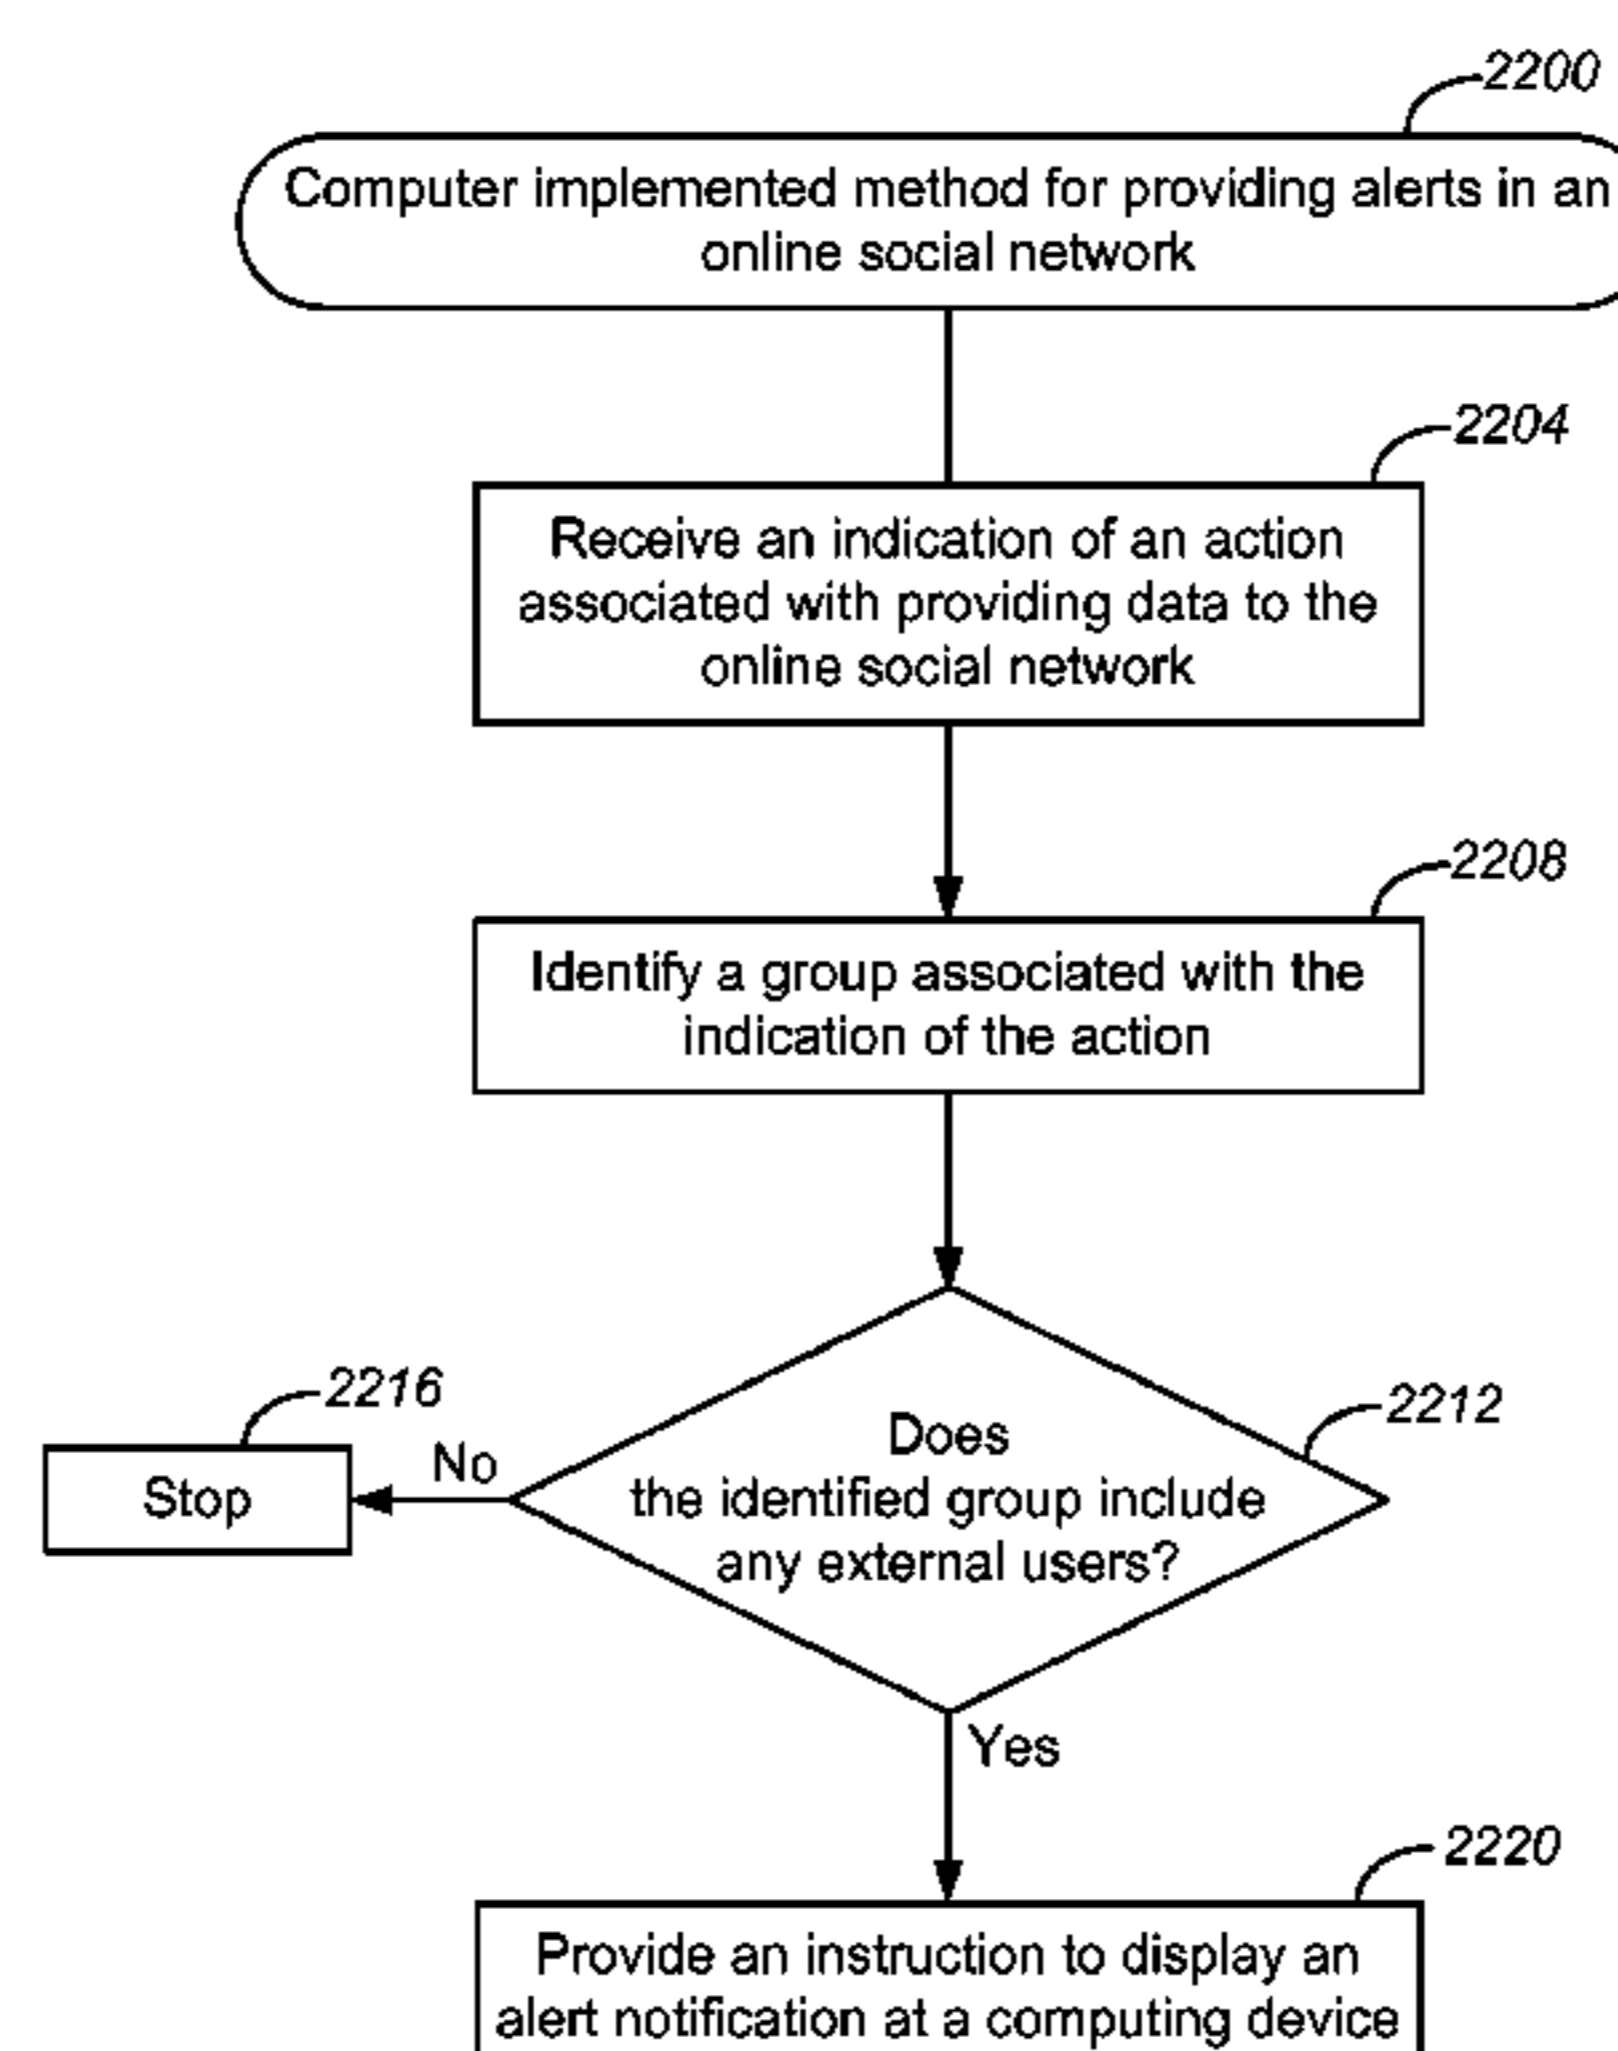 2200
Computer implemented method for providing alerts in an
online social network
2204
Receive an indication of an action
associated with providing data to the
online social network
2208
Identify a group associated with the
indication of the action
2216
Stop
No
2212
Does
the identified group include
any external users?
Yes
2220
Provide an instruction to display an
alert notification at a computing device